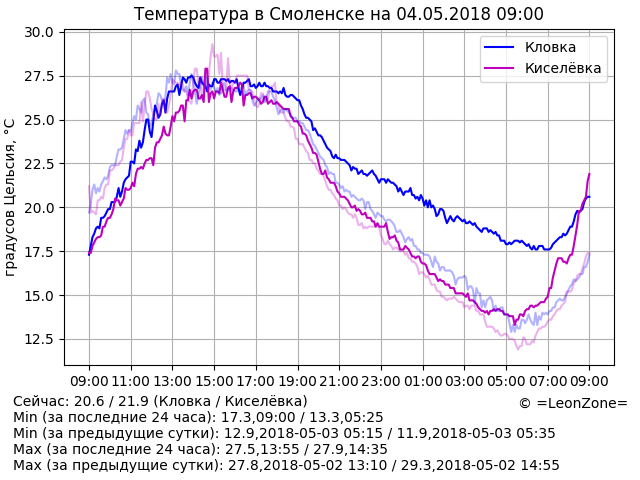 Температура в Смоленске на 04.05.2018 09:00
градусов Цельсия, °C
30.0
27.5
25.0
22.5
20.0
17.5
15.0
12.5
Кловка
Киселёвка
09:00 11:00 13:00 15:00 17:00 19:00 21:00 23:00 01:00 03:00 05:00 07:00 09:00
Сейчас: 20.6 / 21.9 (Кловка / Киселёвка)
© =LeonZone=
Min (за последние 24 часа): 17.3,09:00 / 13.3,05:25
Min (за предыдущие сутки): 12.9,2018-05-03 05:15 / 11.9,2018-05-03 05:35
Max (за последние 24 часа): 27.5,13:55 / 27.9,14:35
Max (за предыдущие сутки): 27.8,2018-05-02 13:10 / 29.3,2018-05-02 14:55